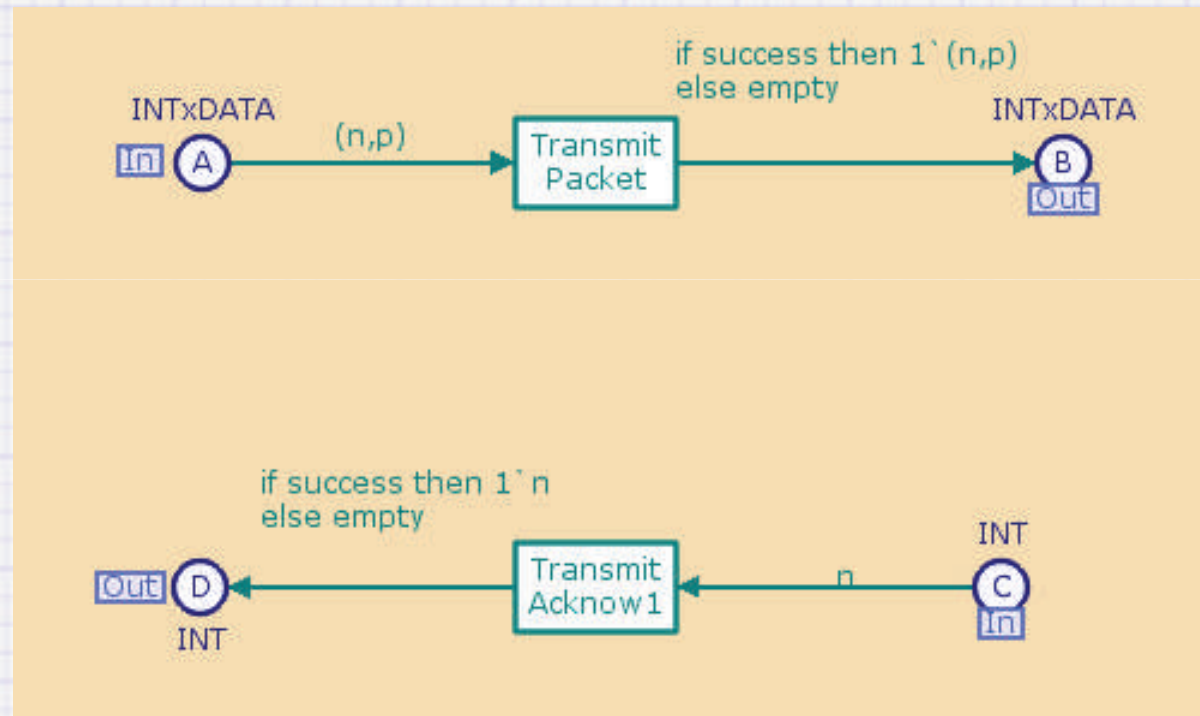 if success then 1`(n,p)
else empty
INTxDATA
(n,p)
INTxDATA
In
A
Transmit
Packet
B
Out
if success then 1`n
else empty
INT
Out
D
Transmit
Acknow1
n
C
In
INT